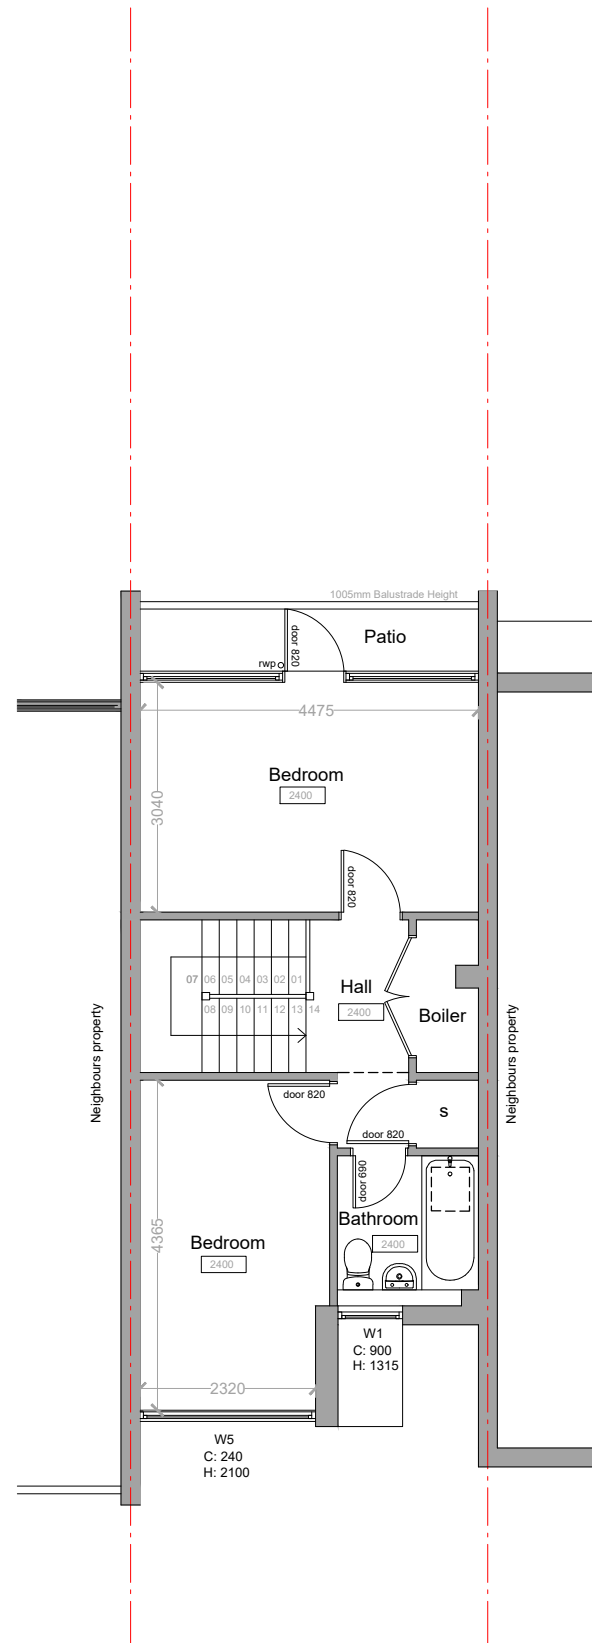 1005mm Balustrade Height
door 820
Patio
rwp
4475
Bedroom
2400
3040
door 820
07 06 05 04 03 02 01
08 09 10 11 12 13 14
Hall
2400
Boiler
Neighbours property
Neighbours property
door 820
door 820
s
door 690
Bathroom
2400
4365
Bedroom
2400
W1
C: 900
H: 1315
2320
W5
C: 240
H: 2100